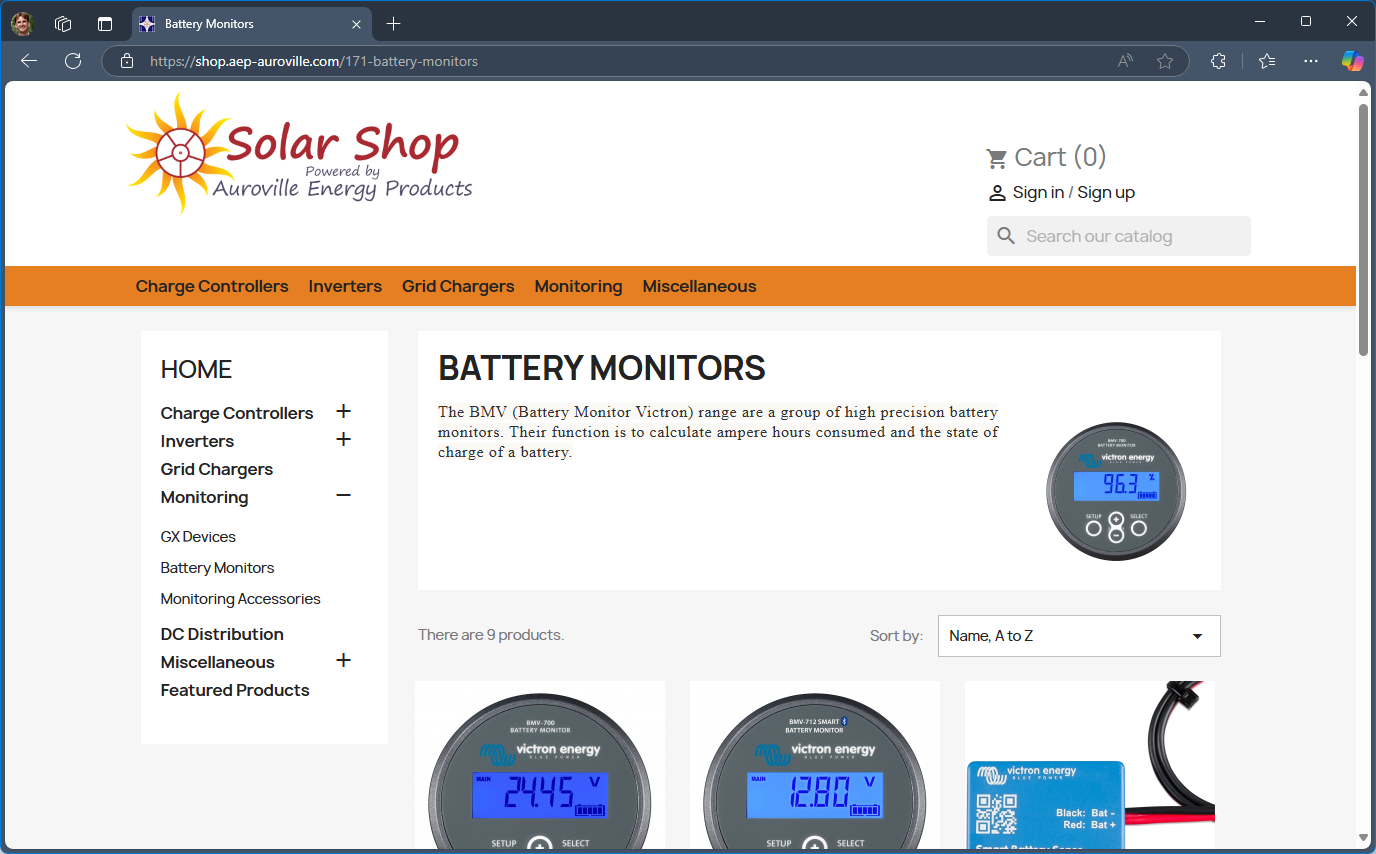 Battery Monitors
https://shop.aep-auroville.com/171-battery-monitors
Solar Shop
Powered by
Auroville Energy Products
Cart (0)
Sign in / Sign up
Search our catalog
Charge Controllers Inverters Grid Chargers Monitoring Miscellaneous
HOME
Charge Controllers +
Inverters +
Grid Chargers
Monitoring −
GX Devices
Battery Monitors
Monitoring Accessories
DC Distribution
Miscellaneous +
Featured Products
BATTERY MONITORS
The BMV (Battery Monitor Victron) range are a group of high precision battery
monitors. Their function is to calculate ampere hours consumed and the state of
charge of a battery.
BMV-700
BATTERY MONITOR
victron energy
BLUE POWER
96.3 %
SETUP + SELECT
−
There are 9 products.
Sort by: Name, A to Z
BMV-700
BATTERY MONITOR
victron energy
BLUE POWER
MAIN 24.45 V
SETUP + SELECT
BMV-712 SMART
BATTERY MONITOR
victron energy
BLUE POWER
MAIN 12.80 V
SETUP + SELECT
victron energy
BLUE POWER
Black: Bat -
Red: Bat +
Smart Battery Sense